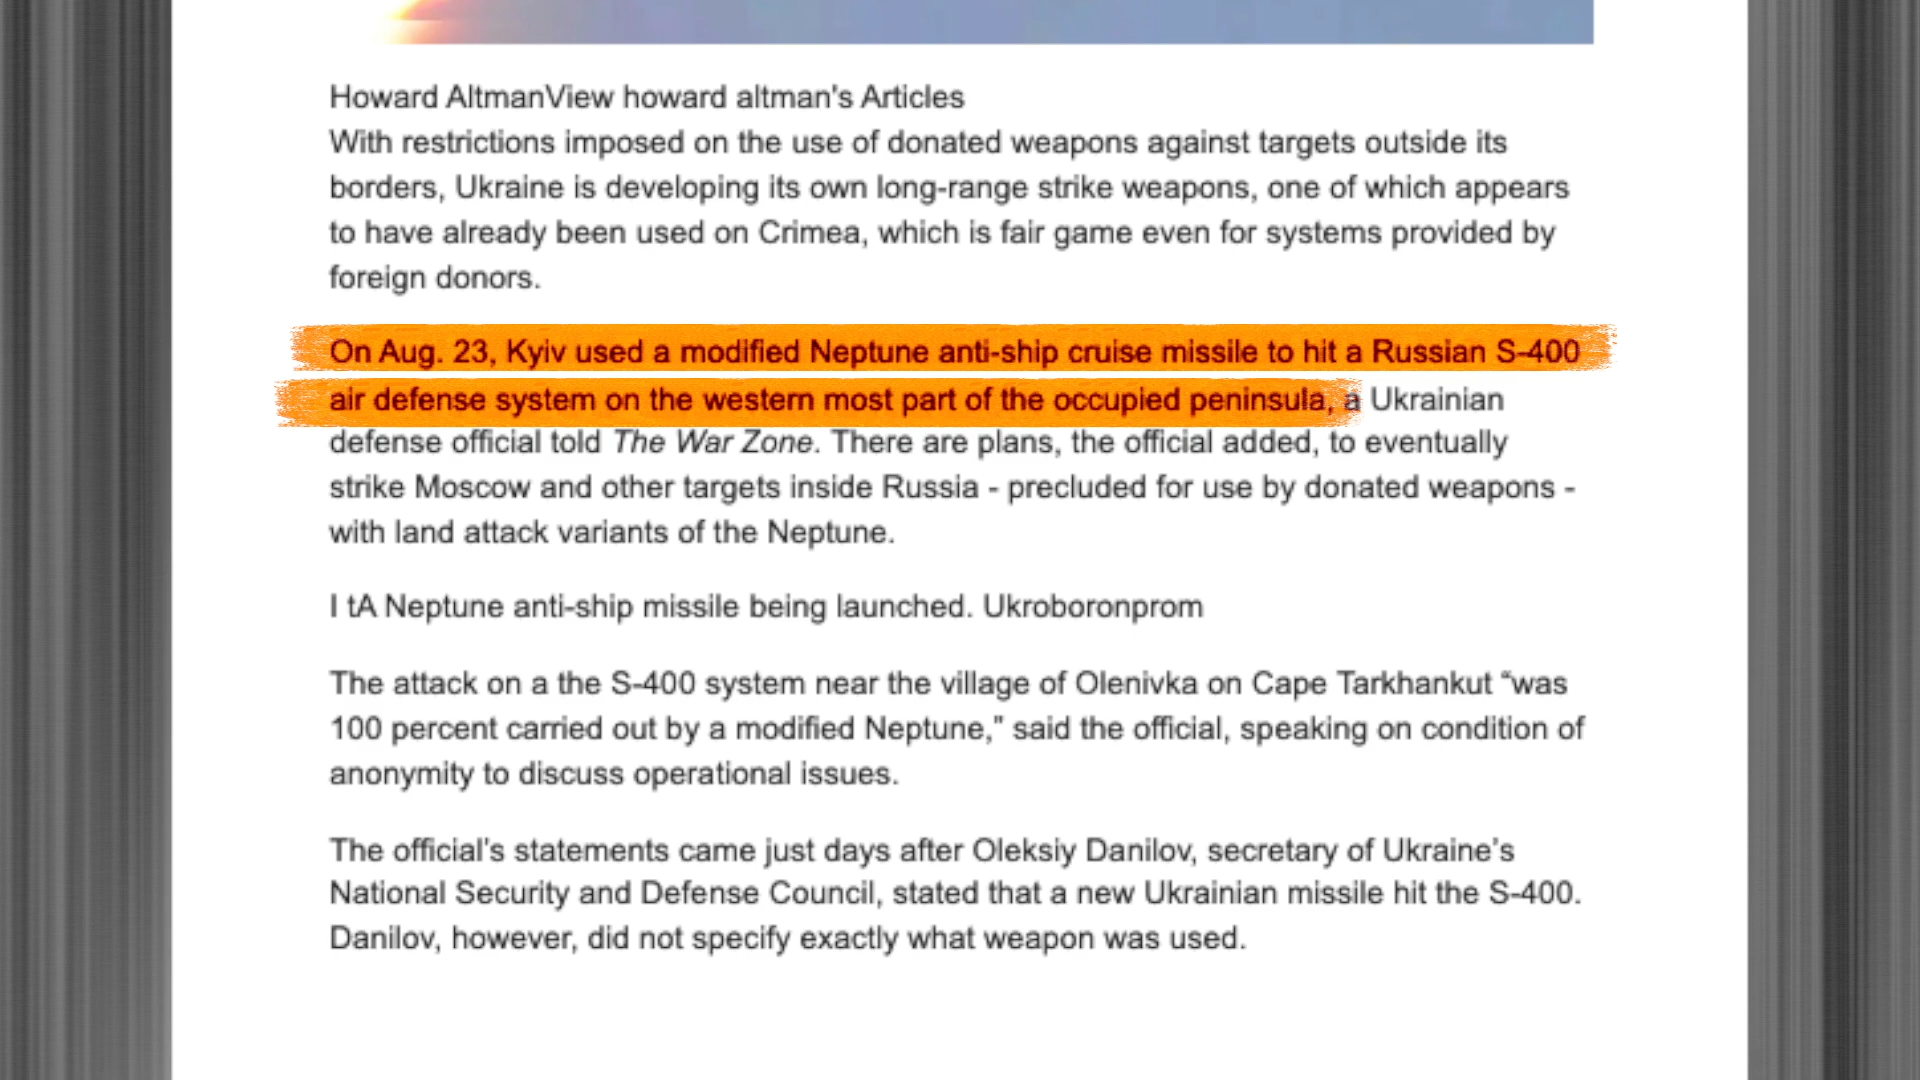 Howard AltmanView howard altman's Articles
With restrictions imposed on the use of donated weapons against targets outside its
borders, Ukraine is developing its own long-range strike weapons, one of which appears
to have already been used on Crimea, which is fair game even for systems provided by
foreign donors.
On Aug. 23, Kyiv used a modified Neptune anti-ship cruise missile to hit a Russian S-400
air defense system on the western most part of the occupied peninsula, a Ukrainian
defense official told The War Zone. There are plans, the official added, to eventually
strike Moscow and other targets inside Russia - precluded for use by donated weapons -
with land attack variants of the Neptune.
I tA Neptune anti-ship missile being launched. Ukroboronprom
The attack on a the S-400 system near the village of Olenivka on Cape Tarkhankut “was
100 percent carried out by a modified Neptune," said the official, speaking on condition of
anonymity to discuss operational issues.
The official’s statements came just days after Oleksiy Danilov, secretary of Ukraine’s
National Security and Defense Council, stated that a new Ukrainian missile hit the S-400.
Danilov, however, did not specify exactly what weapon was used.